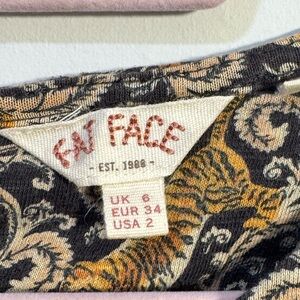 FAT FACE
- EST. 1988 -
UK 6
EUR 34
USA 2